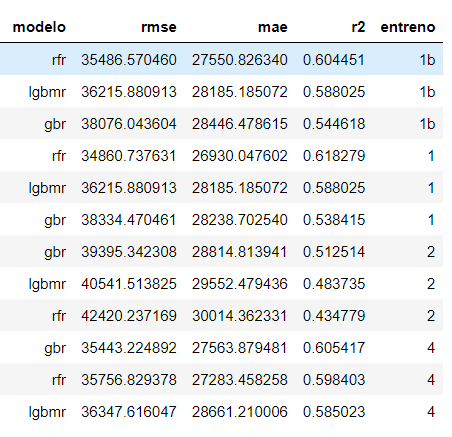 modelo rmse mae r2 entreno
rfr 35486.570460 27550.826340 0.604451 1b
lgbmr 36215.880913 28185.185072 0.588025 1b
gbr 38076.043604 28446.478615 0.544618 1b
rfr 34860.737631 26930.047602 0.618279 1
lgbmr 36215.880913 28185.185072 0.588025 1
gbr 38334.470461 28238.702540 0.538415 1
gbr 39395.342308 28814.813941 0.512514 2
lgbmr 40541.513825 29552.479436 0.483735 2
rfr 42420.237169 30014.362331 0.434779 2
gbr 35443.224892 27563.879481 0.605417 4
rfr 35756.829378 27283.458258 0.598403 4
lgbmr 36347.616047 28661.210006 0.585023 4